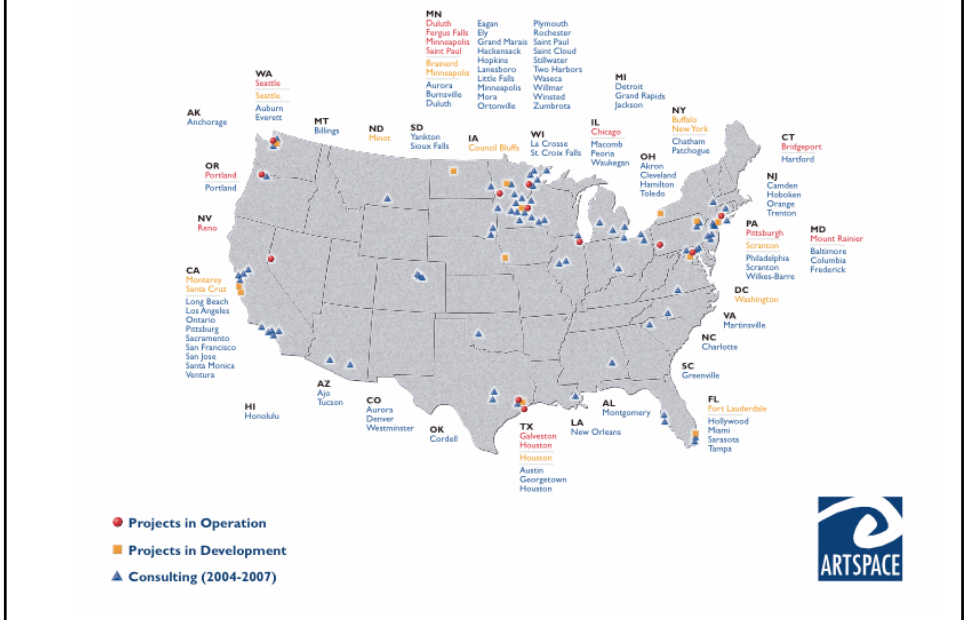 MN
Duluth
Fergus Falls
Minneapolis
Saint Paul
Brainerd
Minneapolis
Aurora
Burnsville
Duluth
Eagan
Ely
Grand Marais
Hackensack
Hopkins
Lanesboro
Little Falls
Minneapolis
Mora
Ortonville
Plymouth
Rochester
Saint Paul
Saint Cloud
Stillwater
Two Harbors
Waseca
Willmar
Winsted
Zumbrota
WA
Seattle
Seattle
Auburn
Everett
MI
Detroit
Grand Rapids
Jackson
AK
Anchorage
MT
Billings
ND
Minot
SD
Yankton
Sioux Falls
IA
Council Bluffs
WI
La Crosse
St. Croix Falls
IL
Chicago
Macomb
Peoria
Waukegan
NY
Buffalo
New York
Chatham
Patchogue
CT
Bridgeport
Hartford
OH
Akron
Cleveland
Hamilton
Toledo
OR
Portland
Portland
NJ
Camden
Hoboken
Orange
Trenton
NV
Reno
PA
Pittsburgh
Scranton
Philadelphia
Scranton
Wilkes-Barre
MD
Mount Rainier
Baltimore
Columbia
Frederick
CA
Monterey
Santa Cruz
Long Beach
Los Angeles
Ontario
Pittsburg
Sacramento
San Francisco
San Jose
Santa Monica
Ventura
DC
Washington
VA
Martinsville
NC
Charlotte
SC
Greenville
HI
Honolulu
AZ
Ajo
Tucson
CO
Aurora
Denver
Westminster
OK
Cordell
TX
Galveston
Houston
Houston
Austin
Georgetown
Houston
LA
New Orleans
AL
Montgomery
FL
Fort Lauderdale
Hollywood
Miami
Sarasota
Tampa
Projects in Operation
Projects in Development
Consulting (2004-2007)
ARTSPACE